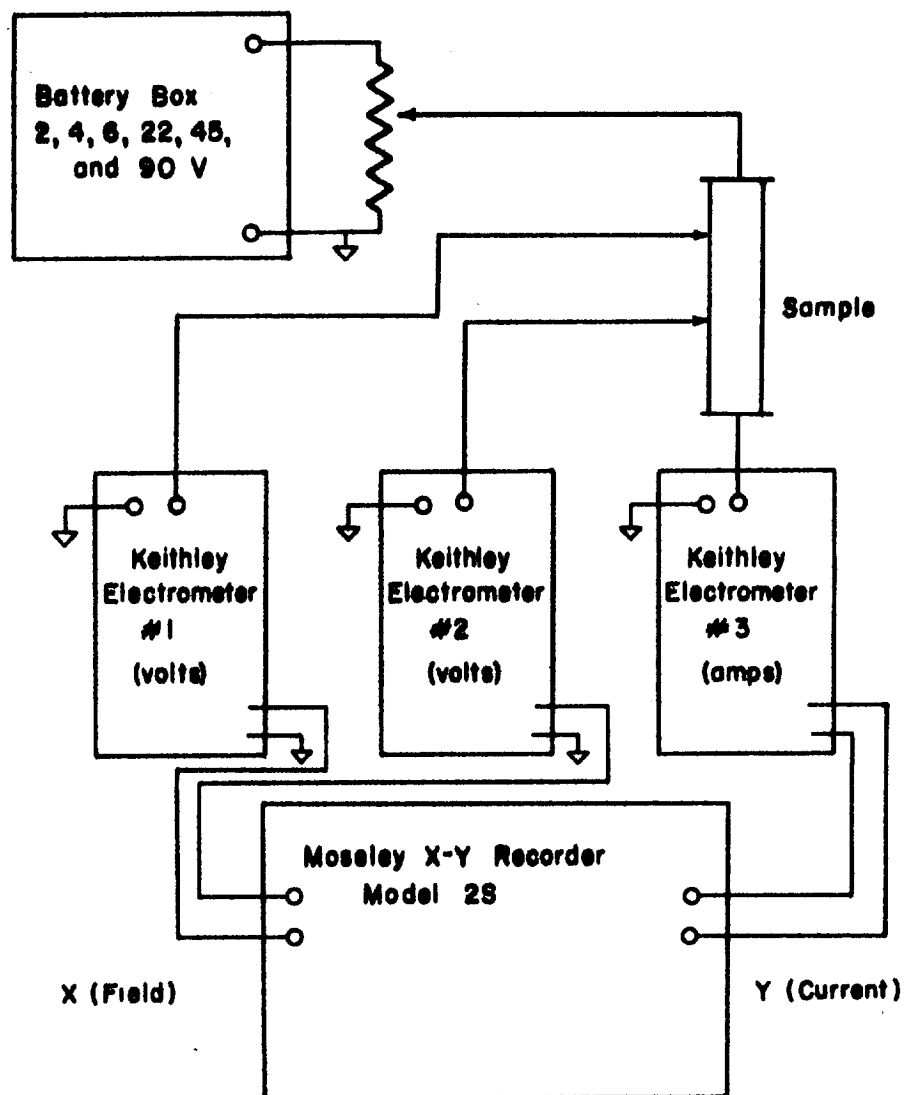 Battery Box
2, 4, 6, 22, 45,
and 90 V
Sample
Keithley
Electrometer
#1
(volts)
Keithley
Electrometer
#2
(volts)
Keithley
Electrometer
#3
(amps)
Moseley X-Y Recorder
Model 2S
X (Field)
Y (Current)